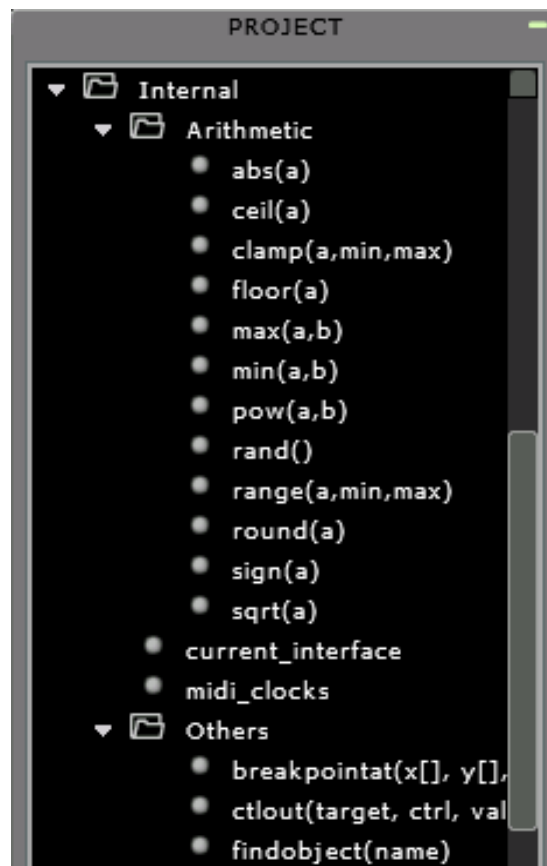 PROJECT
Internal
Arithmetic
abs(a)
ceil(a)
clamp(a,min,max)
floor(a)
max(a,b)
min(a,b)
pow(a,b)
rand()
range(a,min,max)
round(a)
sign(a)
sqrt(a)
current_interface
midi_clocks
Others
breakpointat(x[], y[],
ctlout(target, ctrl, val
findobject(name)